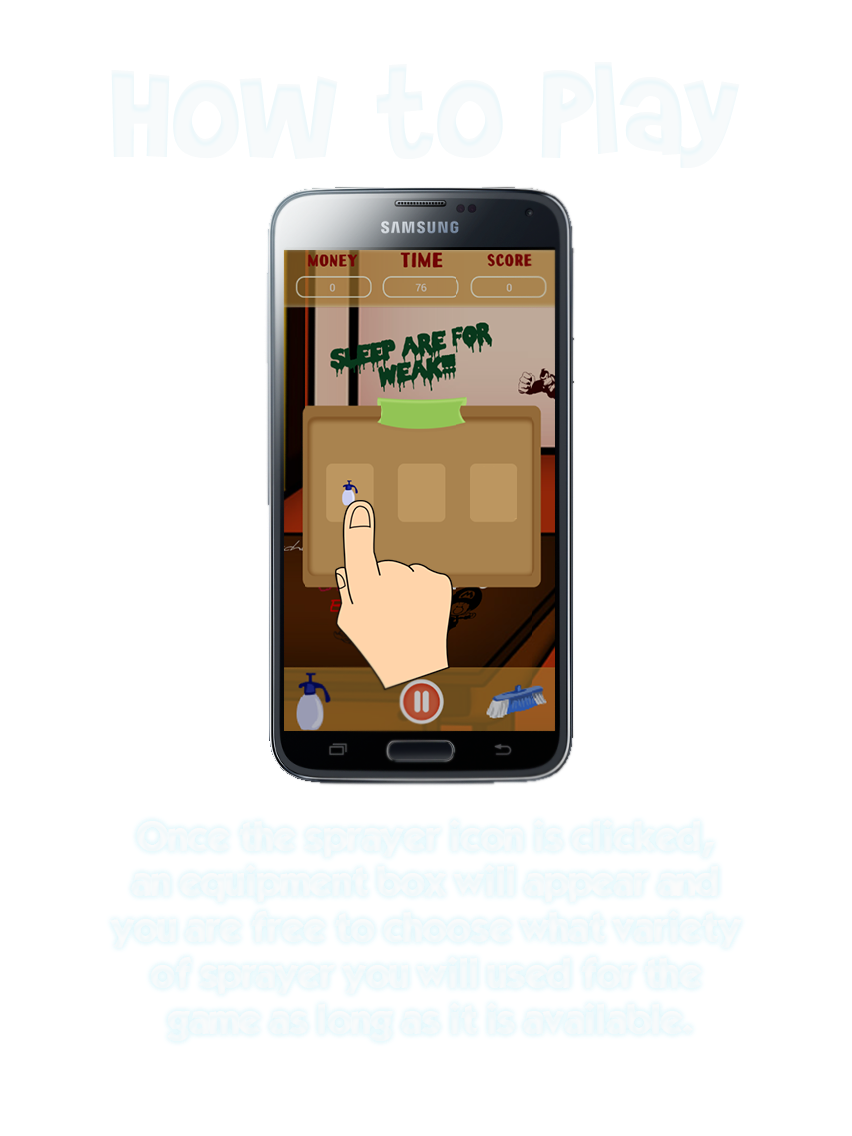 How to Play
SAMSUNG
MONEY TIME SCORE
0 76 0
SLEEP ARE FOR
WEAK!!!
Once the sprayer icon is clicked,
an equipment box will appear and
you are free to choose what variety
of sprayer you will used for the
game as long as it is available.